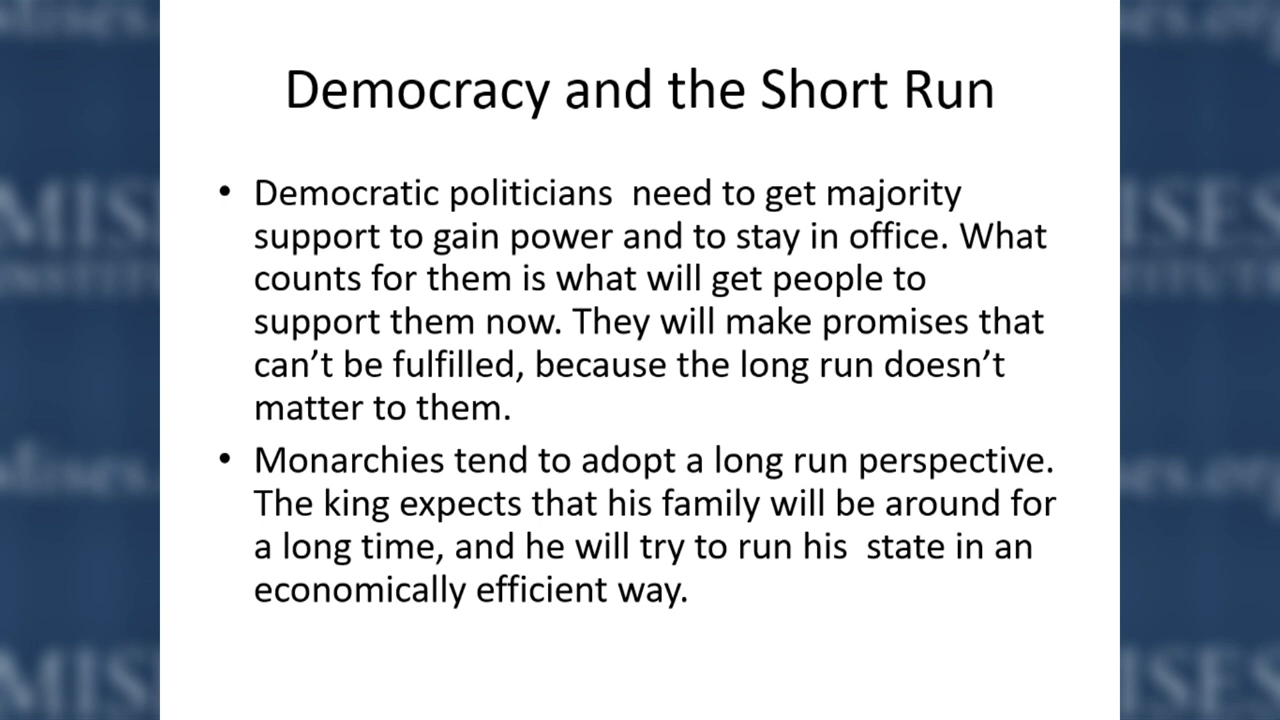 Democracy and the Short Run
• Democratic politicians  need to get majority
support to gain power and to stay in office. What
counts for them is what will get people to
support them now. They will make promises that
can’t be fulfilled, because the long run doesn’t
matter to them.
• Monarchies tend to adopt a long run perspective.
The king expects that his family will be around for
a long time, and he will try to run his  state in an
economically efficient way.